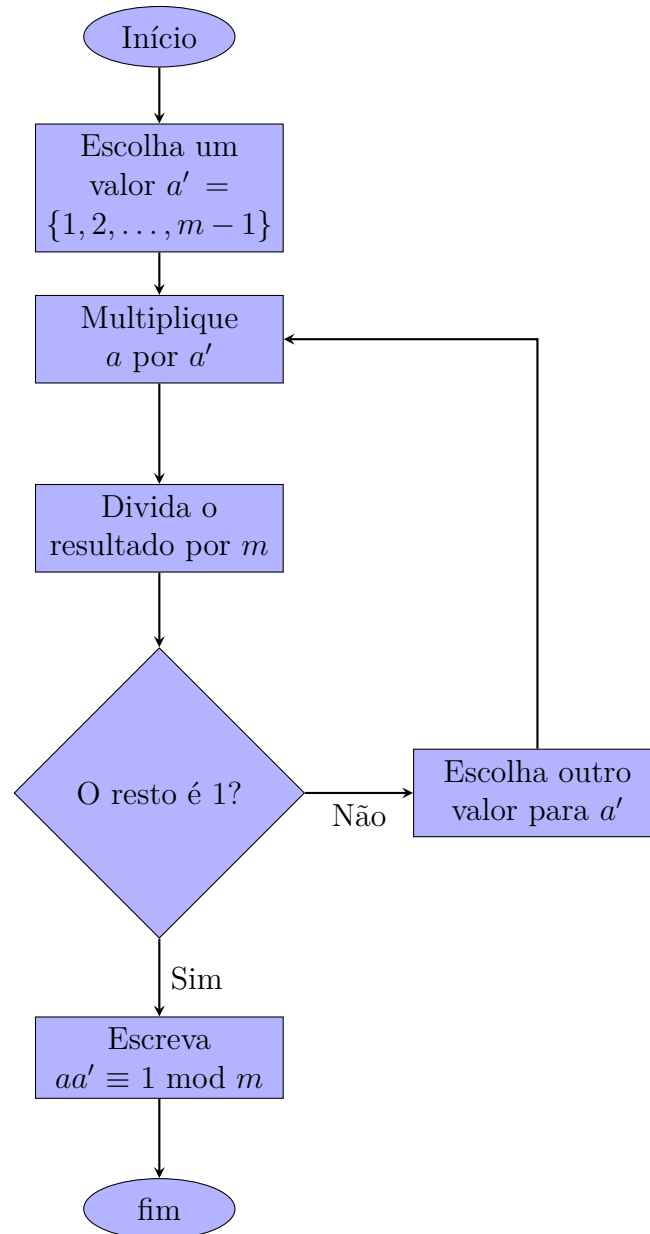 Início
Escolha um
valor a′ =
{1, 2, . . . , m − 1}
Multiplique
a por a′
Divida o
resultado por m
O resto é 1?
Não
Escolha outro
valor para a′
Sim
Escreva
aa′ ≡ 1 mod m
fim